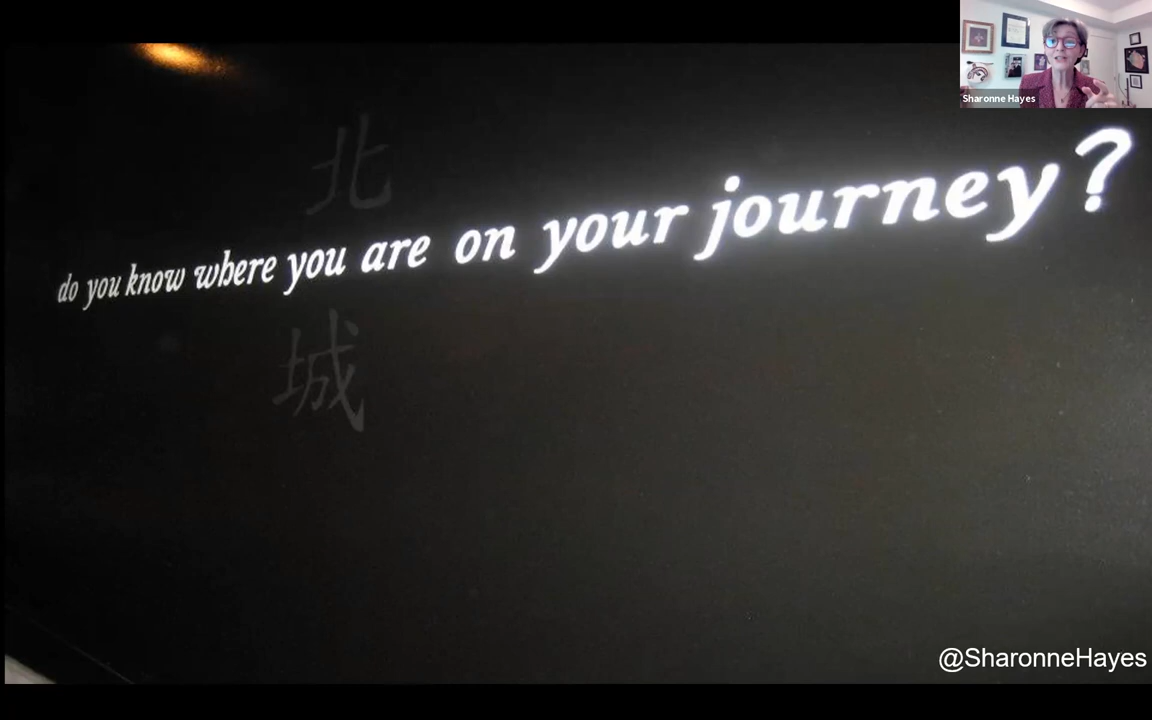 Sharonne Hayes
北
do you know where you are on your journey?
城
@SharonneHayes